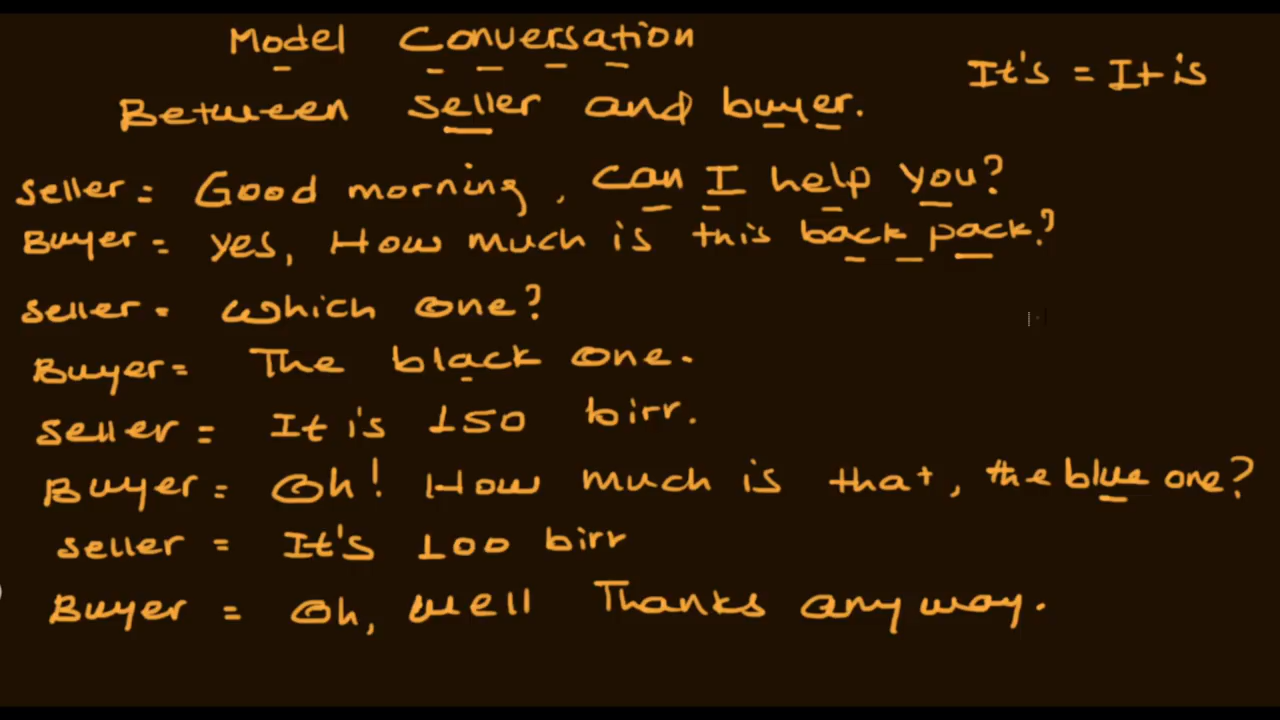 Model Conversation
It's = It is
Between seller and buyer.
seller = Good morning, Can I help you?
Buyer = yes, How much is this back pack?
seller = which one?
Buyer = The black one.
seller = It is 150 birr.
Buyer = Oh! How much is that, the blue one?
seller = It's 100 birr
Buyer = Oh, well Thanks any way.